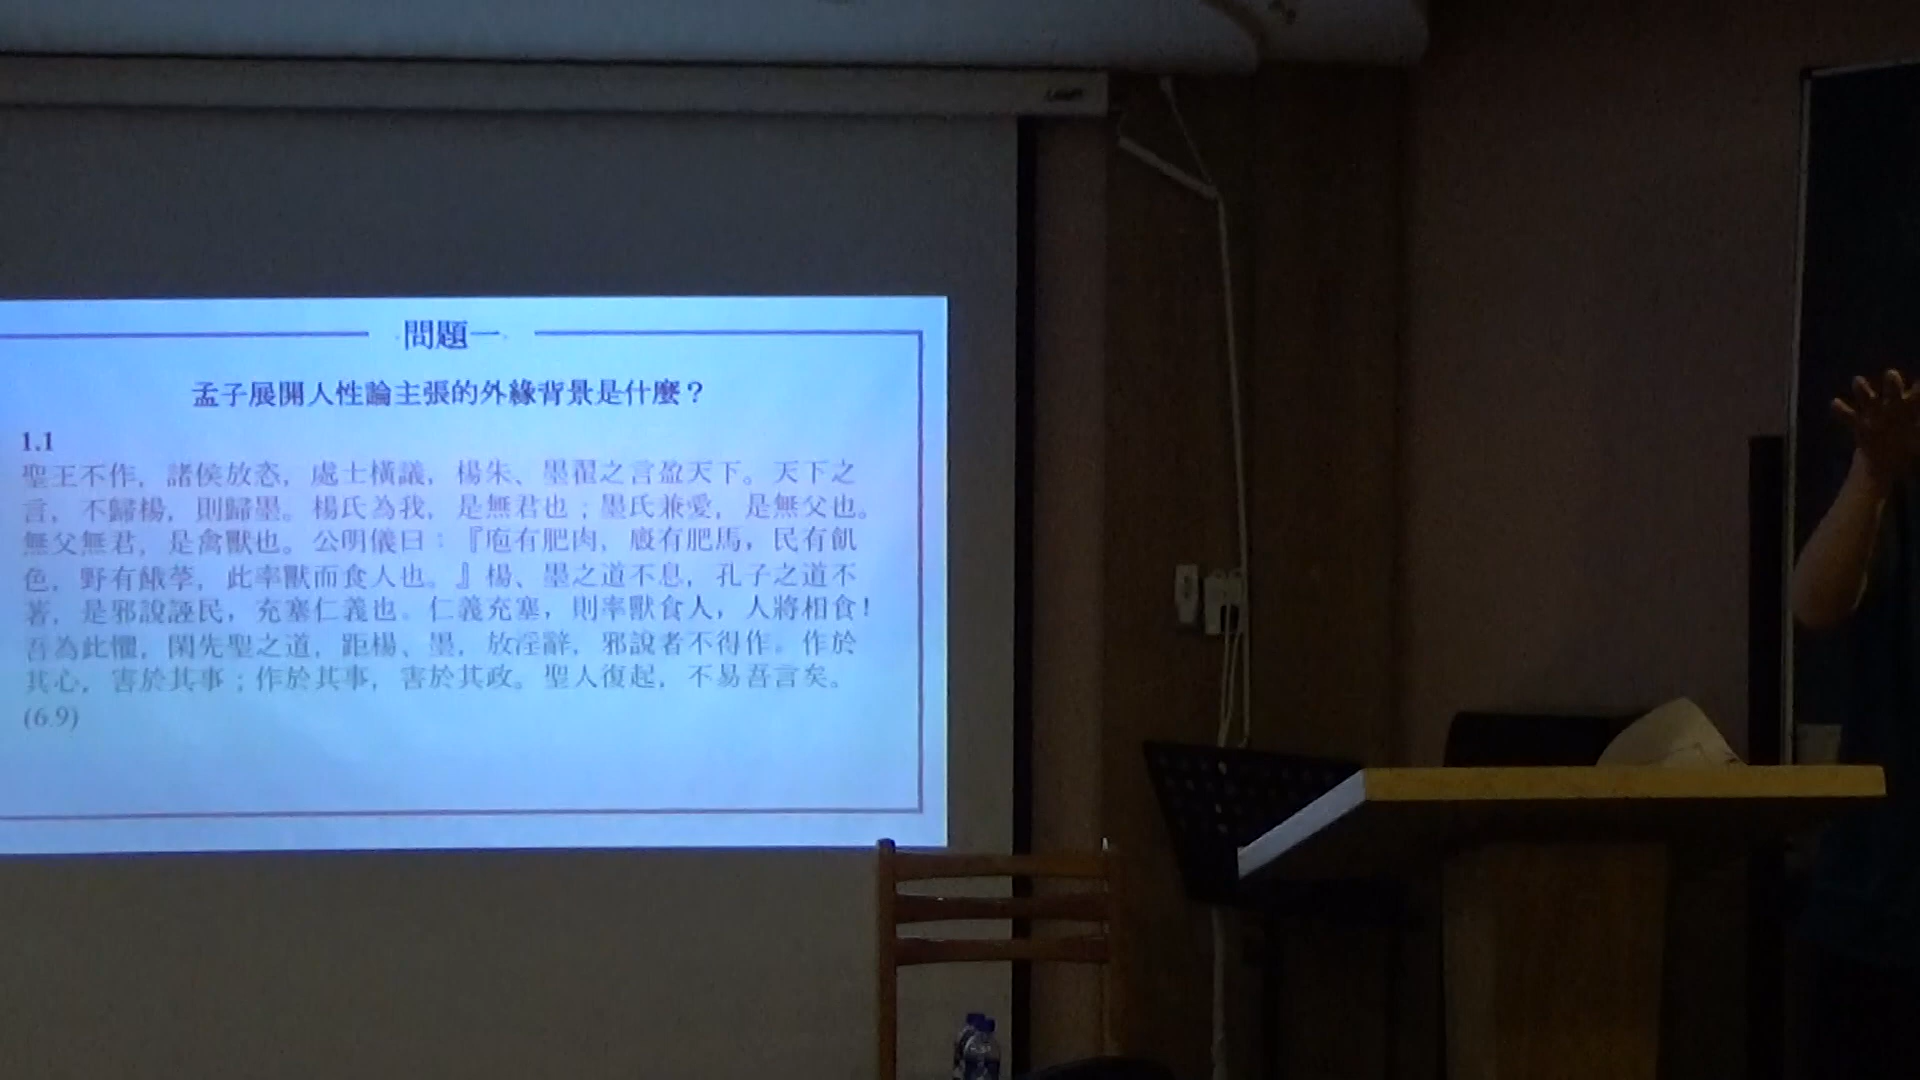 問題一
孟子展開人性論主張的外緣背景是什麼？
1.1
聖王不作，諸侯放恣，處士橫議，楊朱、墨翟之言盈天下。天下之
言，不歸楊，則歸墨。楊氏為我，是無君也；墨氏兼愛，是無父也。
無父無君，是禽獸也。公明儀曰：『庖有肥肉，廄有肥馬，民有飢
色，野有餓莩，此率獸而食人也。』楊、墨之道不息，孔子之道不
著，是邪說誣民，充塞仁義也。仁義充塞，則率獸食人，人將相食！
吾為此懼，閑先聖之道，距楊、墨，放淫辭，邪說者不得作。作於
其心，害於其事；作於其事，害於其政。聖人復起，不易吾言矣。
(6.9)